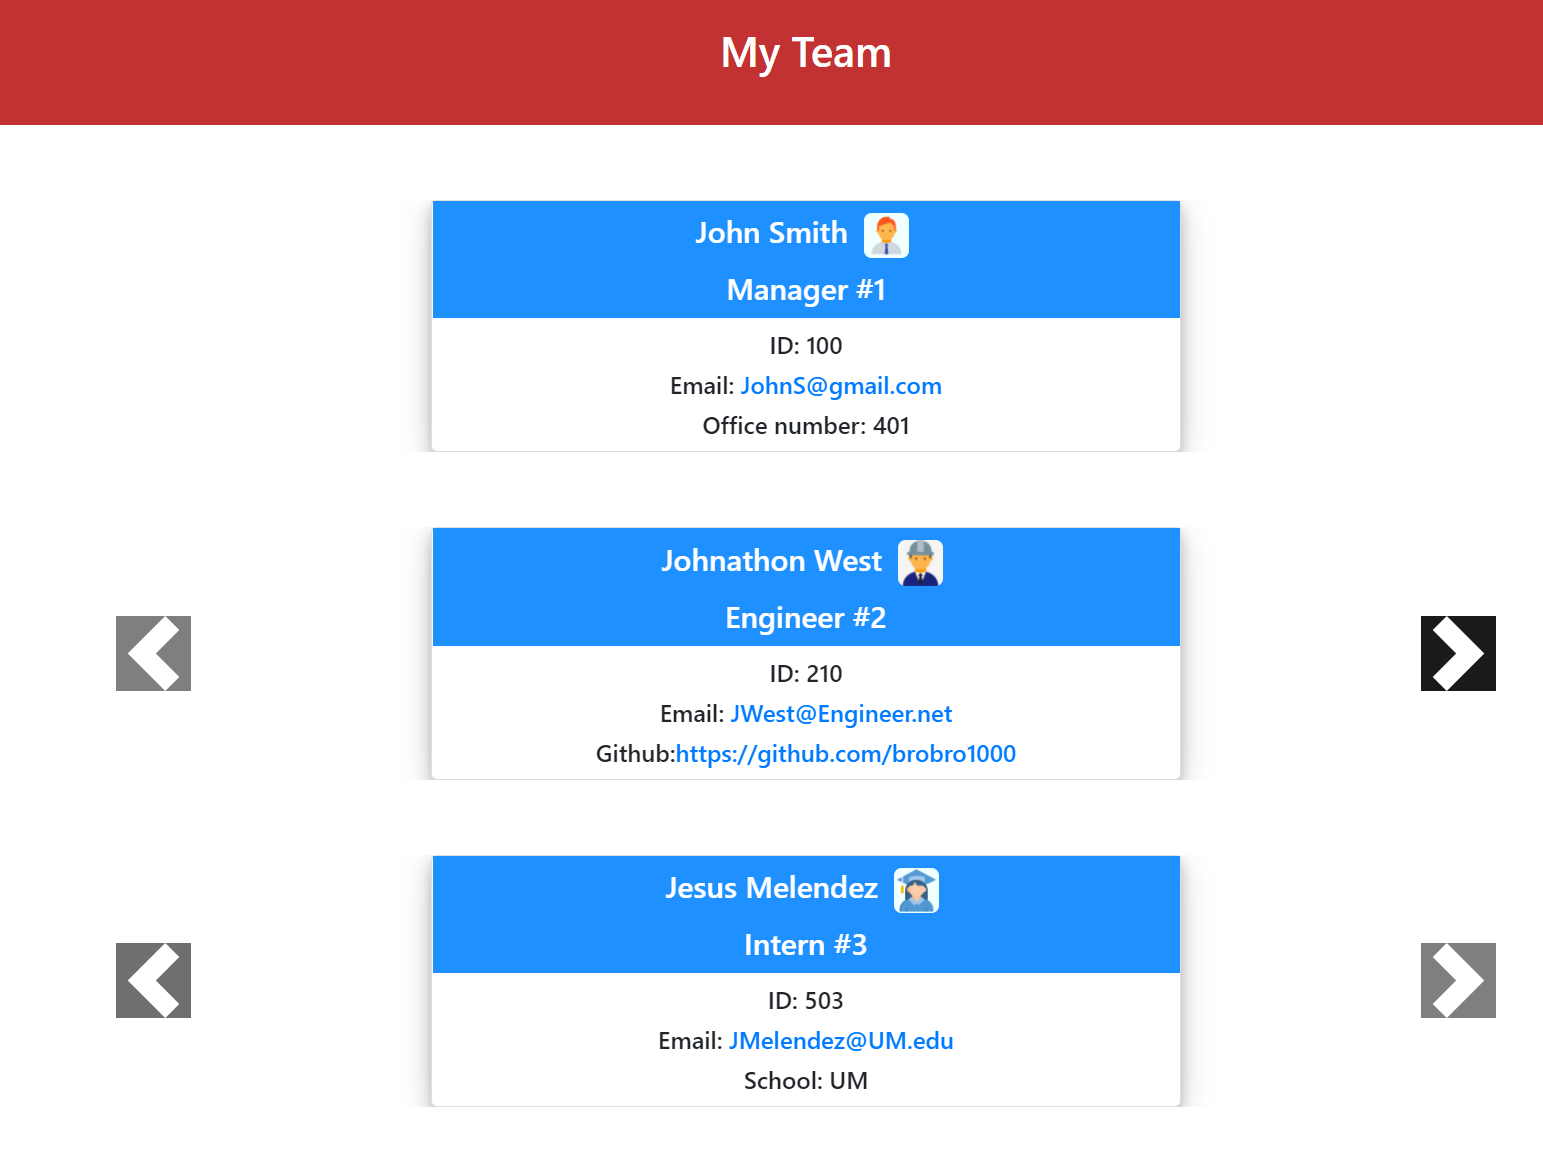 My Team
John Smith
Manager #1
ID: 100
Email: JohnS@gmail.com
Office number: 401
Johnathon West
Engineer #2
ID: 210
Email: JWest@Engineer.net
Github:https://github.com/brobro1000
Jesus Melendez
Intern #3
ID: 503
Email: JMelendez@UM.edu
School: UM